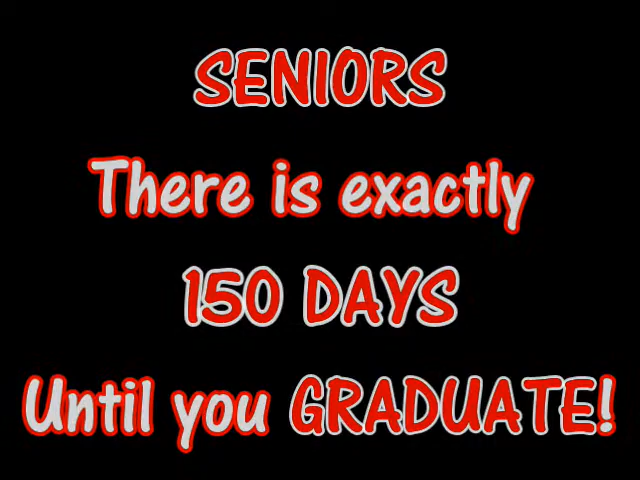 SENIORS
There is exactly
150 DAYS
Until you GRADUATE!